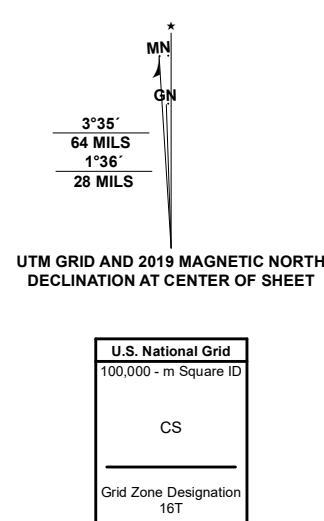 ★
MN
GN
3°35´
64 MILS
1°36´
28 MILS
UTM GRID AND 2019 MAGNETIC NORTH
DECLINATION AT CENTER OF SHEET
U.S. National Grid
100,000 - m Square ID
CS
Grid Zone Designation
16T